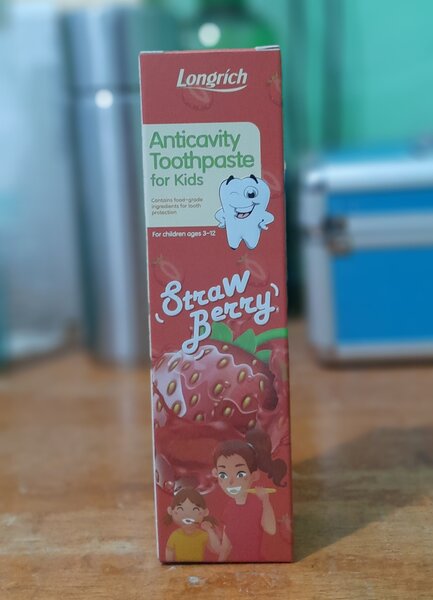 Longrich
Anticavity
Toothpaste
for Kids
Contains food-grade
ingredients for tooth
protection
For children ages 3-12
Straw
Berry